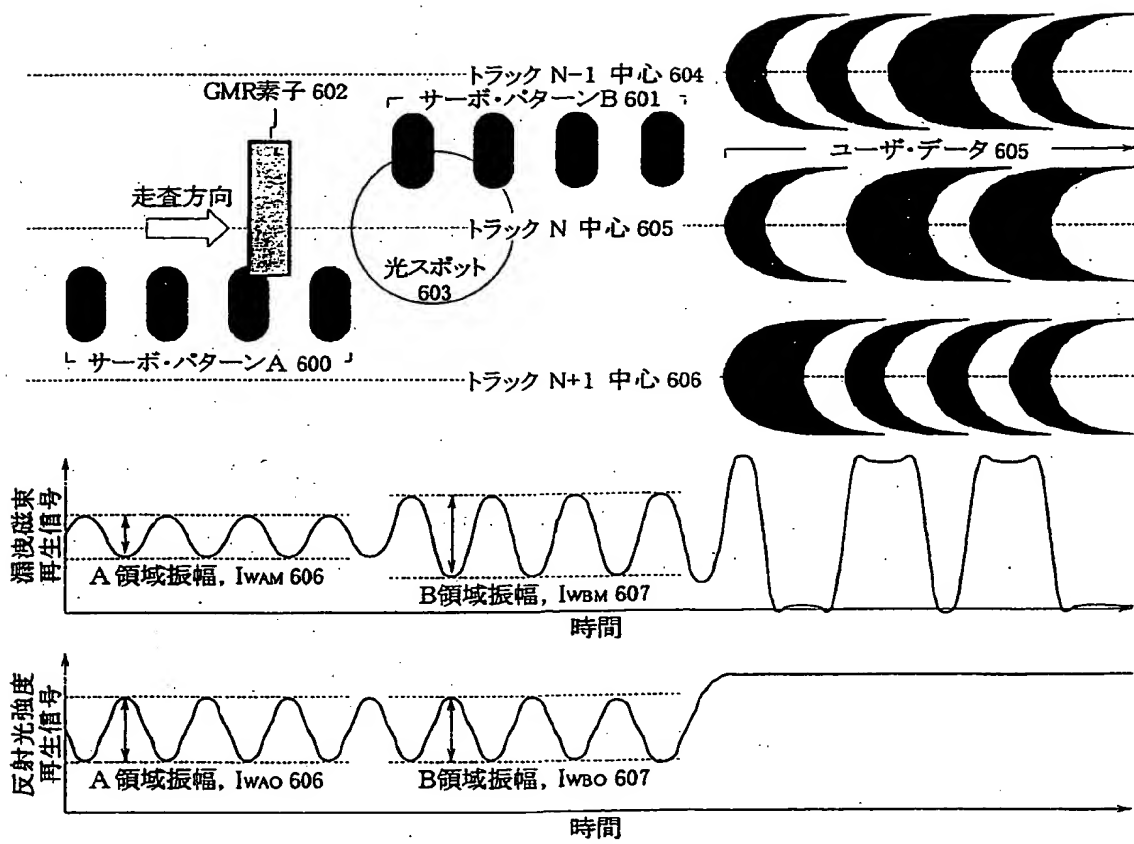 トラック N-1 中心 604
GMR素子 602
サーボ・パターンB 601
ユーザ・データ 605
走査方向
トラック N 中心 605
光スポット
603
サーボ・パターンA 600
トラック N+1 中心 606
漏洩磁束
再生信号
A 領域振幅, IWAM 606
B領域振幅, IWBM 607
時間
反射光強度
再生信号
A 領域振幅, IWAO 606
B領域振幅, IWBO 607
時間